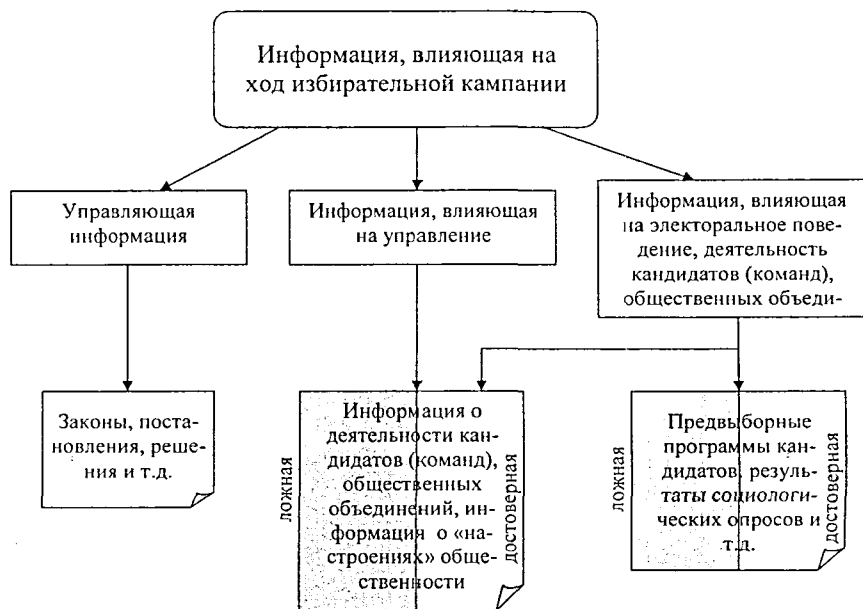 Информация, влияющая на
ход избирательной кампании
Управляющая
информация
Информация, влияющая
на управление
Информация, влияющая
на электоральное пове-
дение, деятельность
кандидатов (команд),
общественных объеди-
Законы, поста-
новления, реше-
ния и т.д.
ложная
Информация о
деятельности кан-
дидатов (команд),
общественных
объединений, ин-
формация о «на-
строениях» обще-
ственности
достоверная
ложная
Предвыборные
программы кан-
дидатов, резуль-
таты социологи-
ческих опросов и
т.д.
достоверная